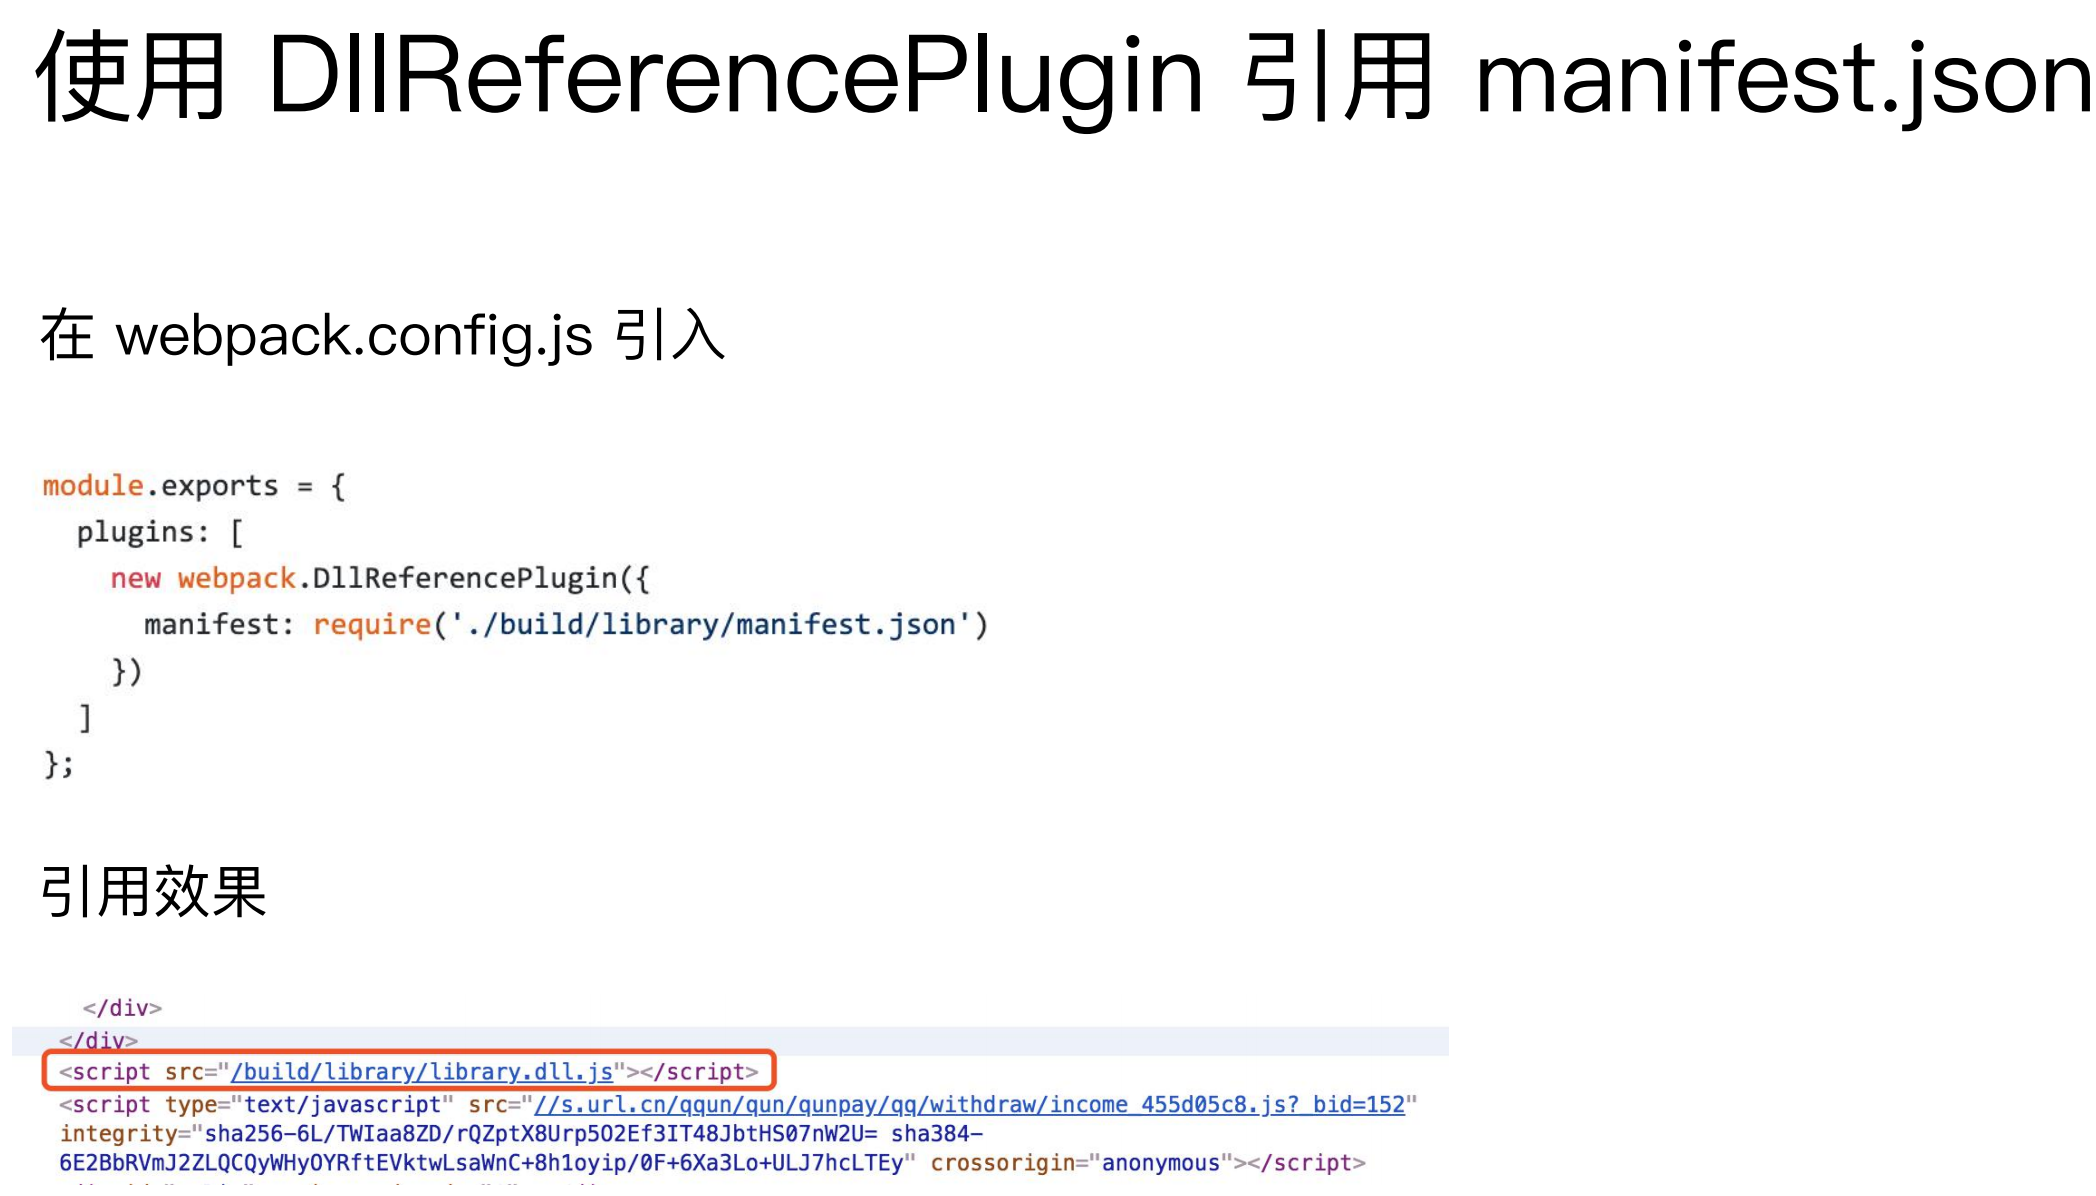 使用 DllReferencePlugin 引用 manifest.json
在 webpack.config.js 引入
module.exports = {
  plugins: [
    new webpack.DllReferencePlugin({
      manifest: require('./build/library/manifest.json')
    })
  ]
};
引用效果
</div>
</div>
<script src="/build/library/library.dll.js"></script>
<script type="text/javascript" src="//s.url.cn/qqun/qun/qunpay/qq/withdraw/income_455d05c8.js?_bid=152"
integrity="sha256-6L/TWIaa8ZD/rQZptX8Urp5O2Ef3IT48JbtHS07nW2U= sha384-
6E2BbRVmJ2ZLQCQyWHyOYRftEVktwLsaWnC+8h1oyip/0F+6Xa3Lo+ULJ7hcLTEy" crossorigin="anonymous"></script>